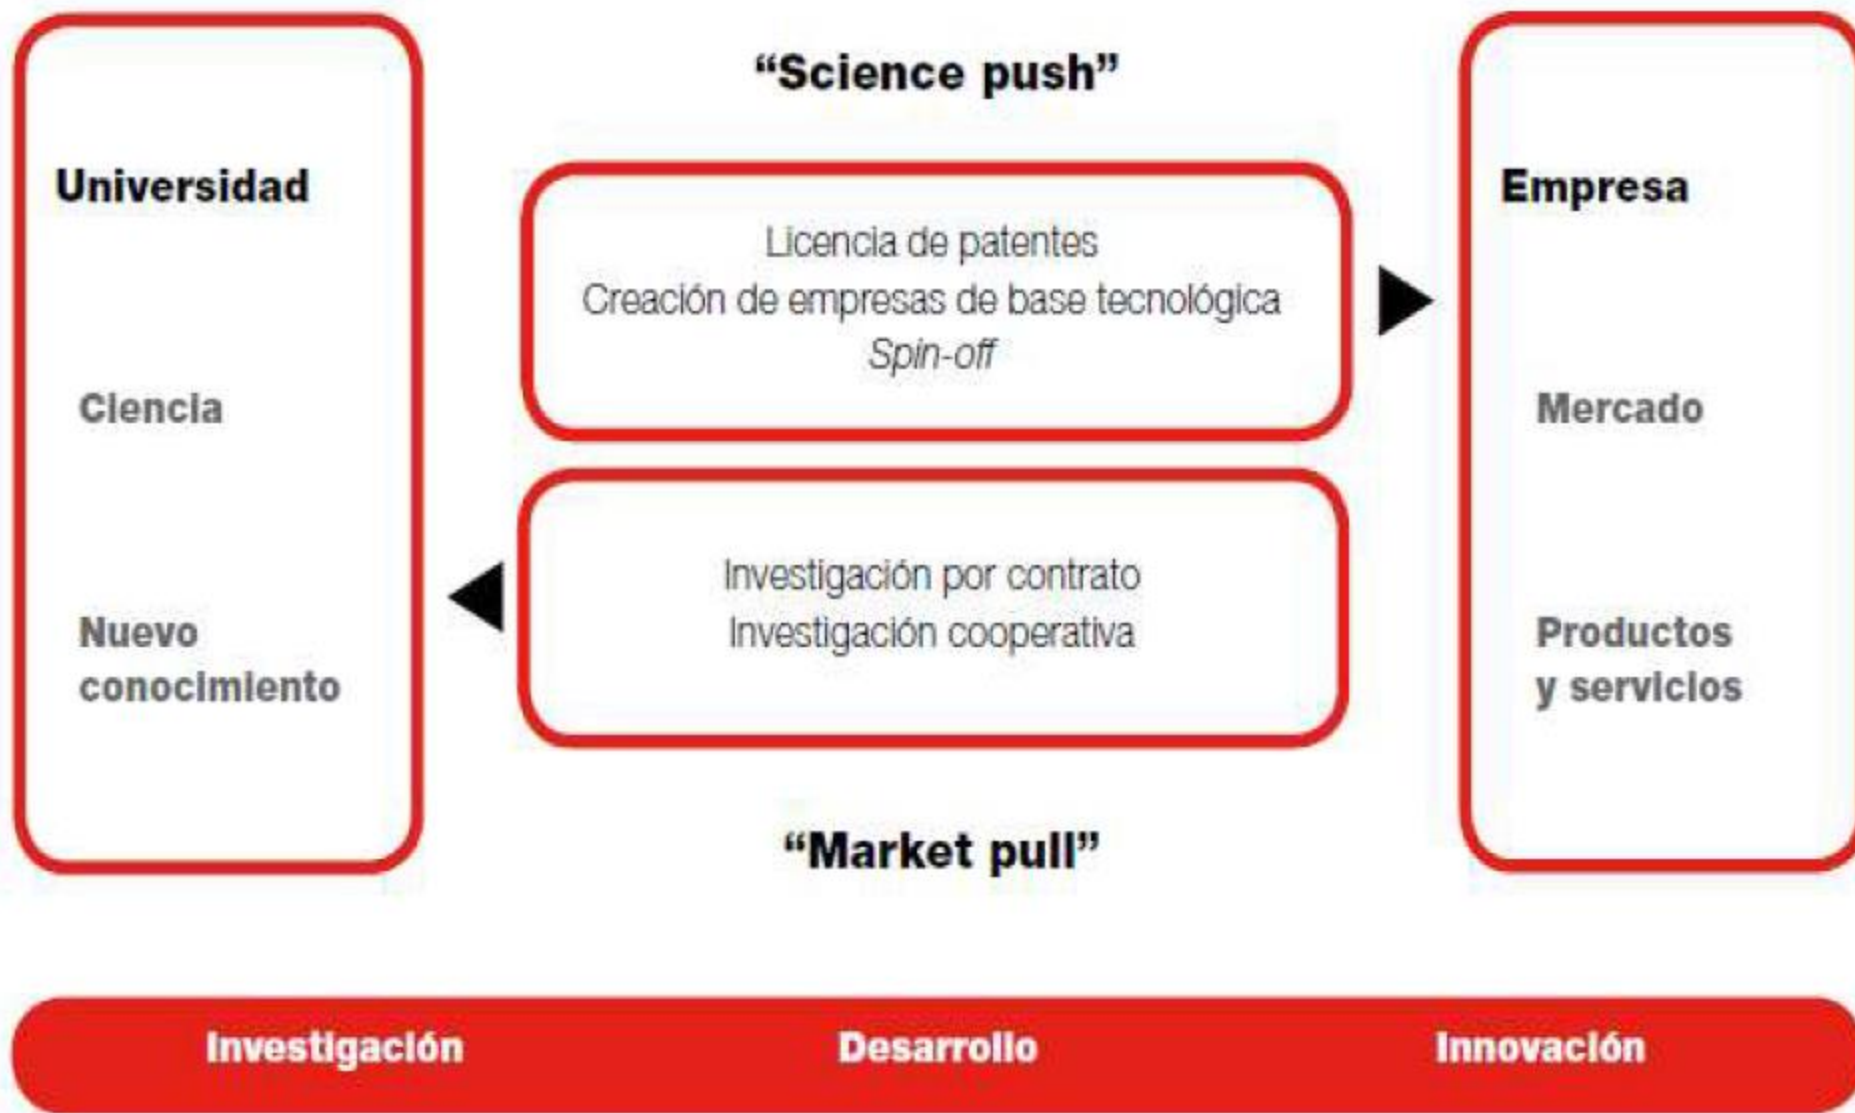 “Science push”
Universidad
Ciencia
Nuevo
conocimiento
Licencia de patentes
Creación de empresas de base tecnológica
Spin-off
Investigación por contrato
Investigación cooperativa
“Market pull”
Empresa
Mercado
Productos
y servicios
Investigación
Desarrollo
Innovación